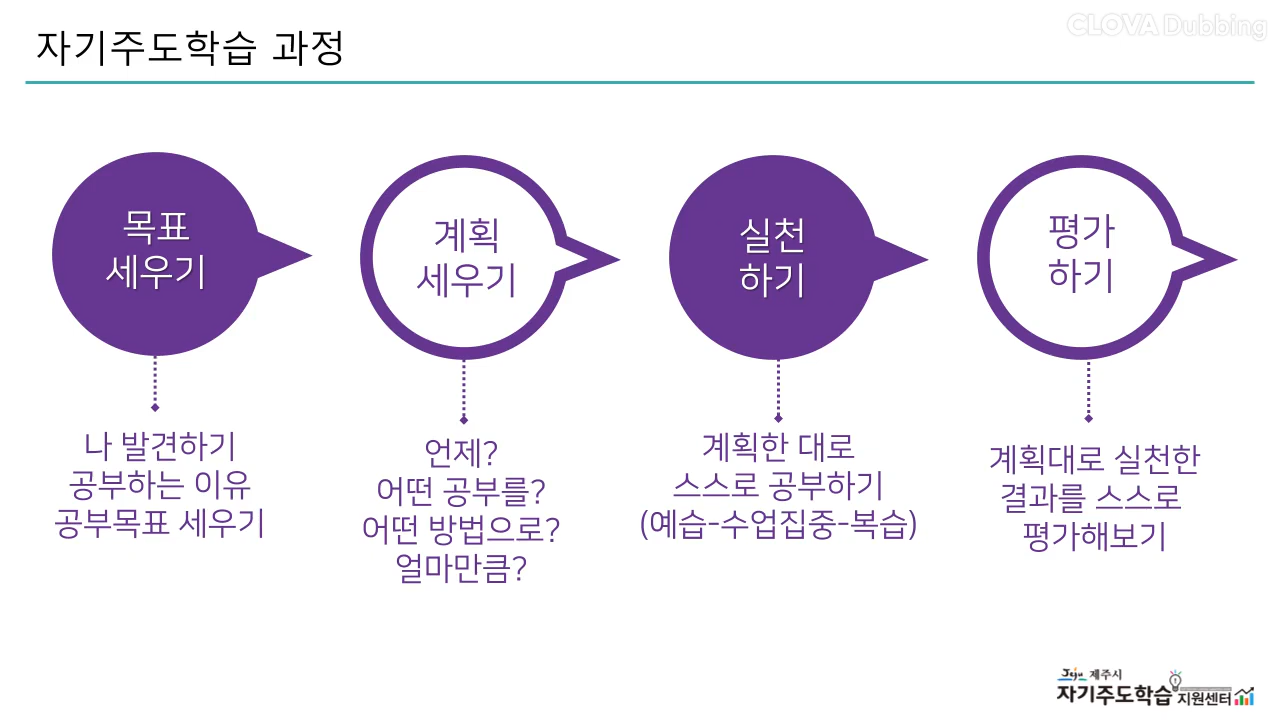 자기주도학습 과정
CLOVA Dubbing
목표
세우기
계획
세우기
실천
하기
평가
하기
나 발견하기
공부하는 이유
공부목표 세우기
언제?
어떤 공부를?
어떤 방법으로?
얼마만큼?
계획한 대로
스스로 공부하기
(예습-수업집중-복습)
계획대로 실천한
결과를 스스로
평가해보기
Jeju 제주시
자기주도학습 지원센터